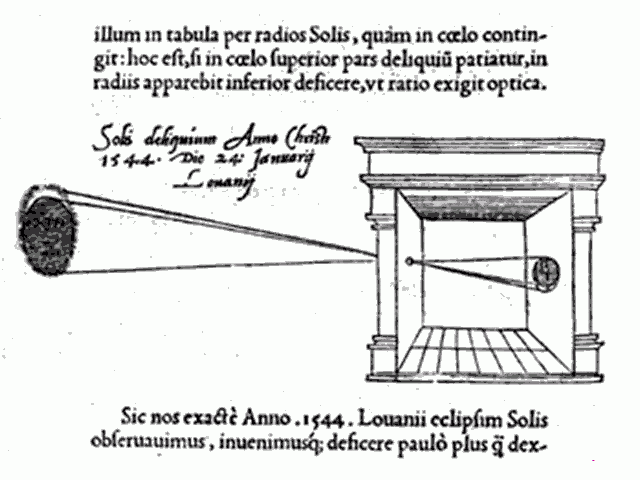 illum in tabula per radios Solis, quàm in cœlo contin-
git: hoc eſt, ſi in cœlo ſuperior pars deliquiũ patiatur, in
radiis apparebit inferior deficere, vt ratio exigit optica.
Solis deliquium Anno Christi
1544. Die 24: Januarij
Louanij
Sic nos exactè Anno .1544. Louanii eclipſim Solis
obſeruauimus, inuenimusq́; deficere paulò plus q̃ dex-